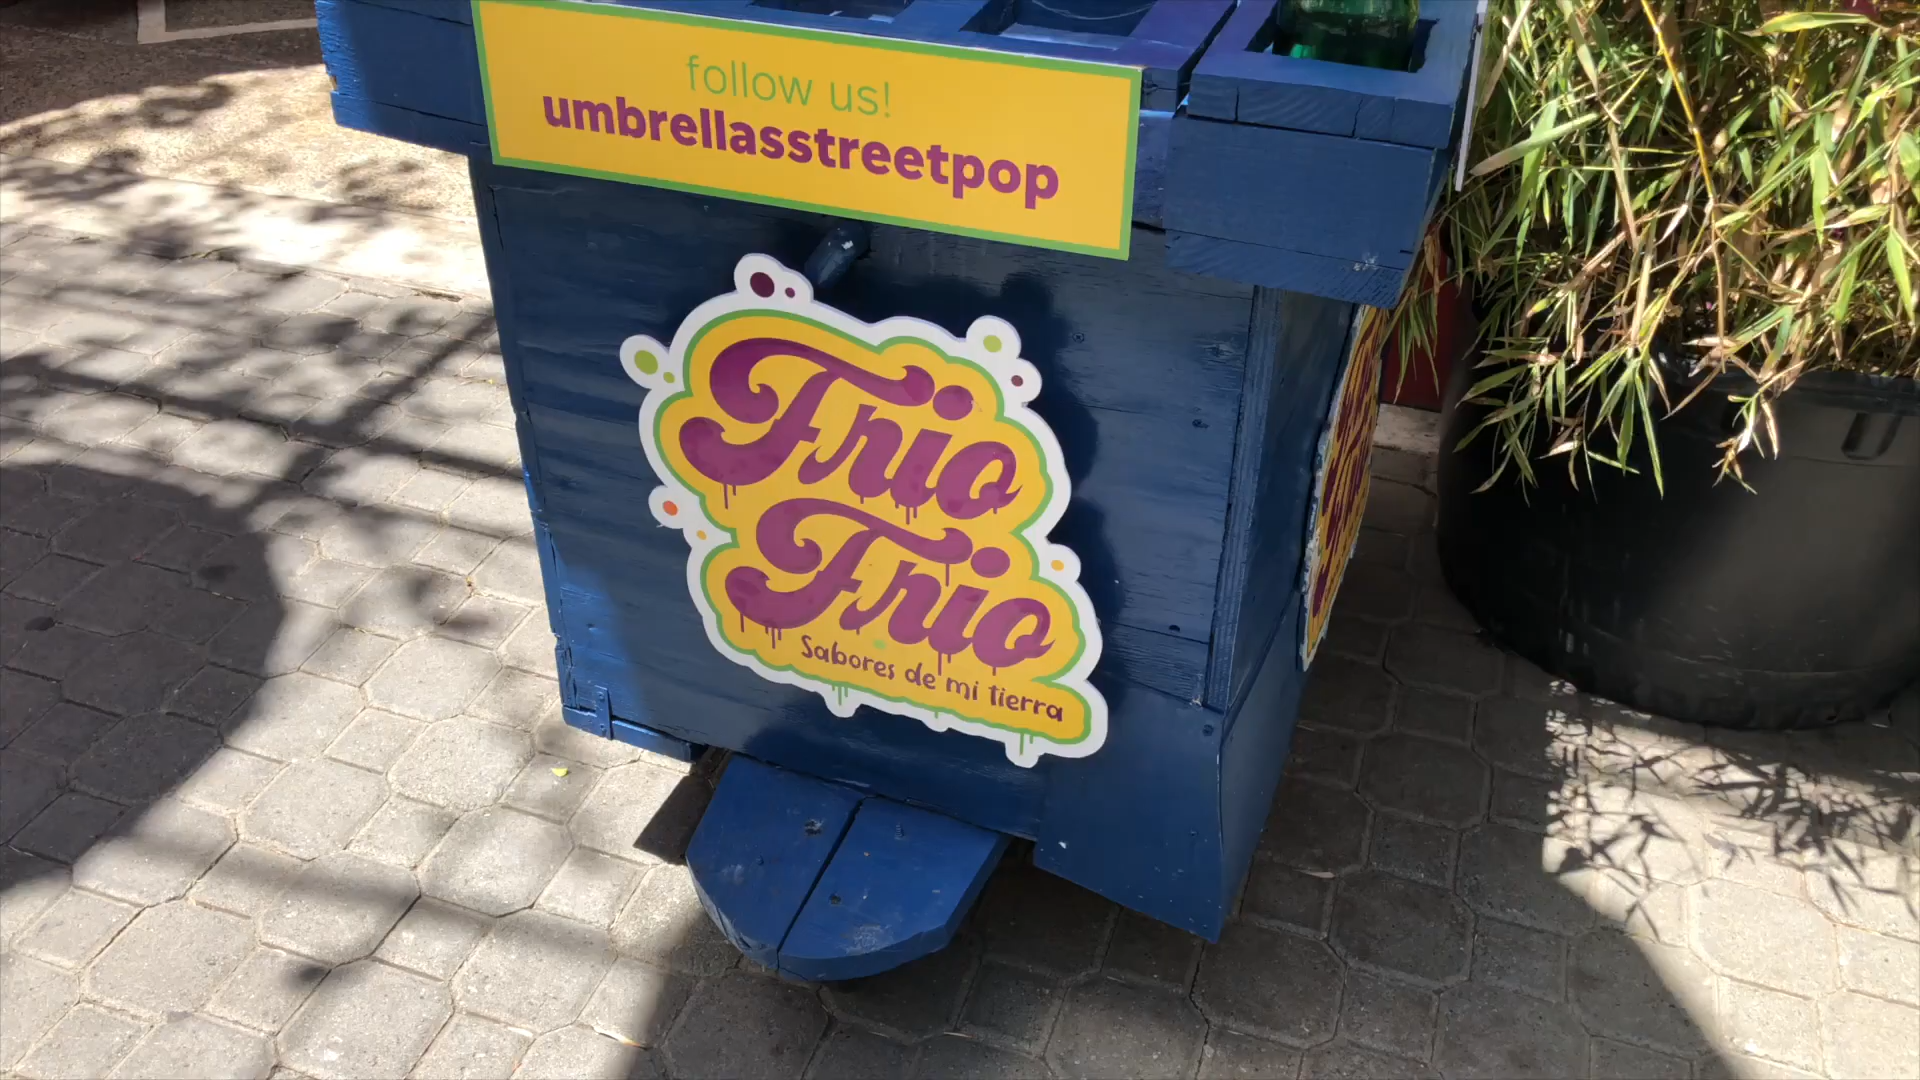 follow us!
umbrellasstreetpop
Frio
Frio
Sabores de mi tierra